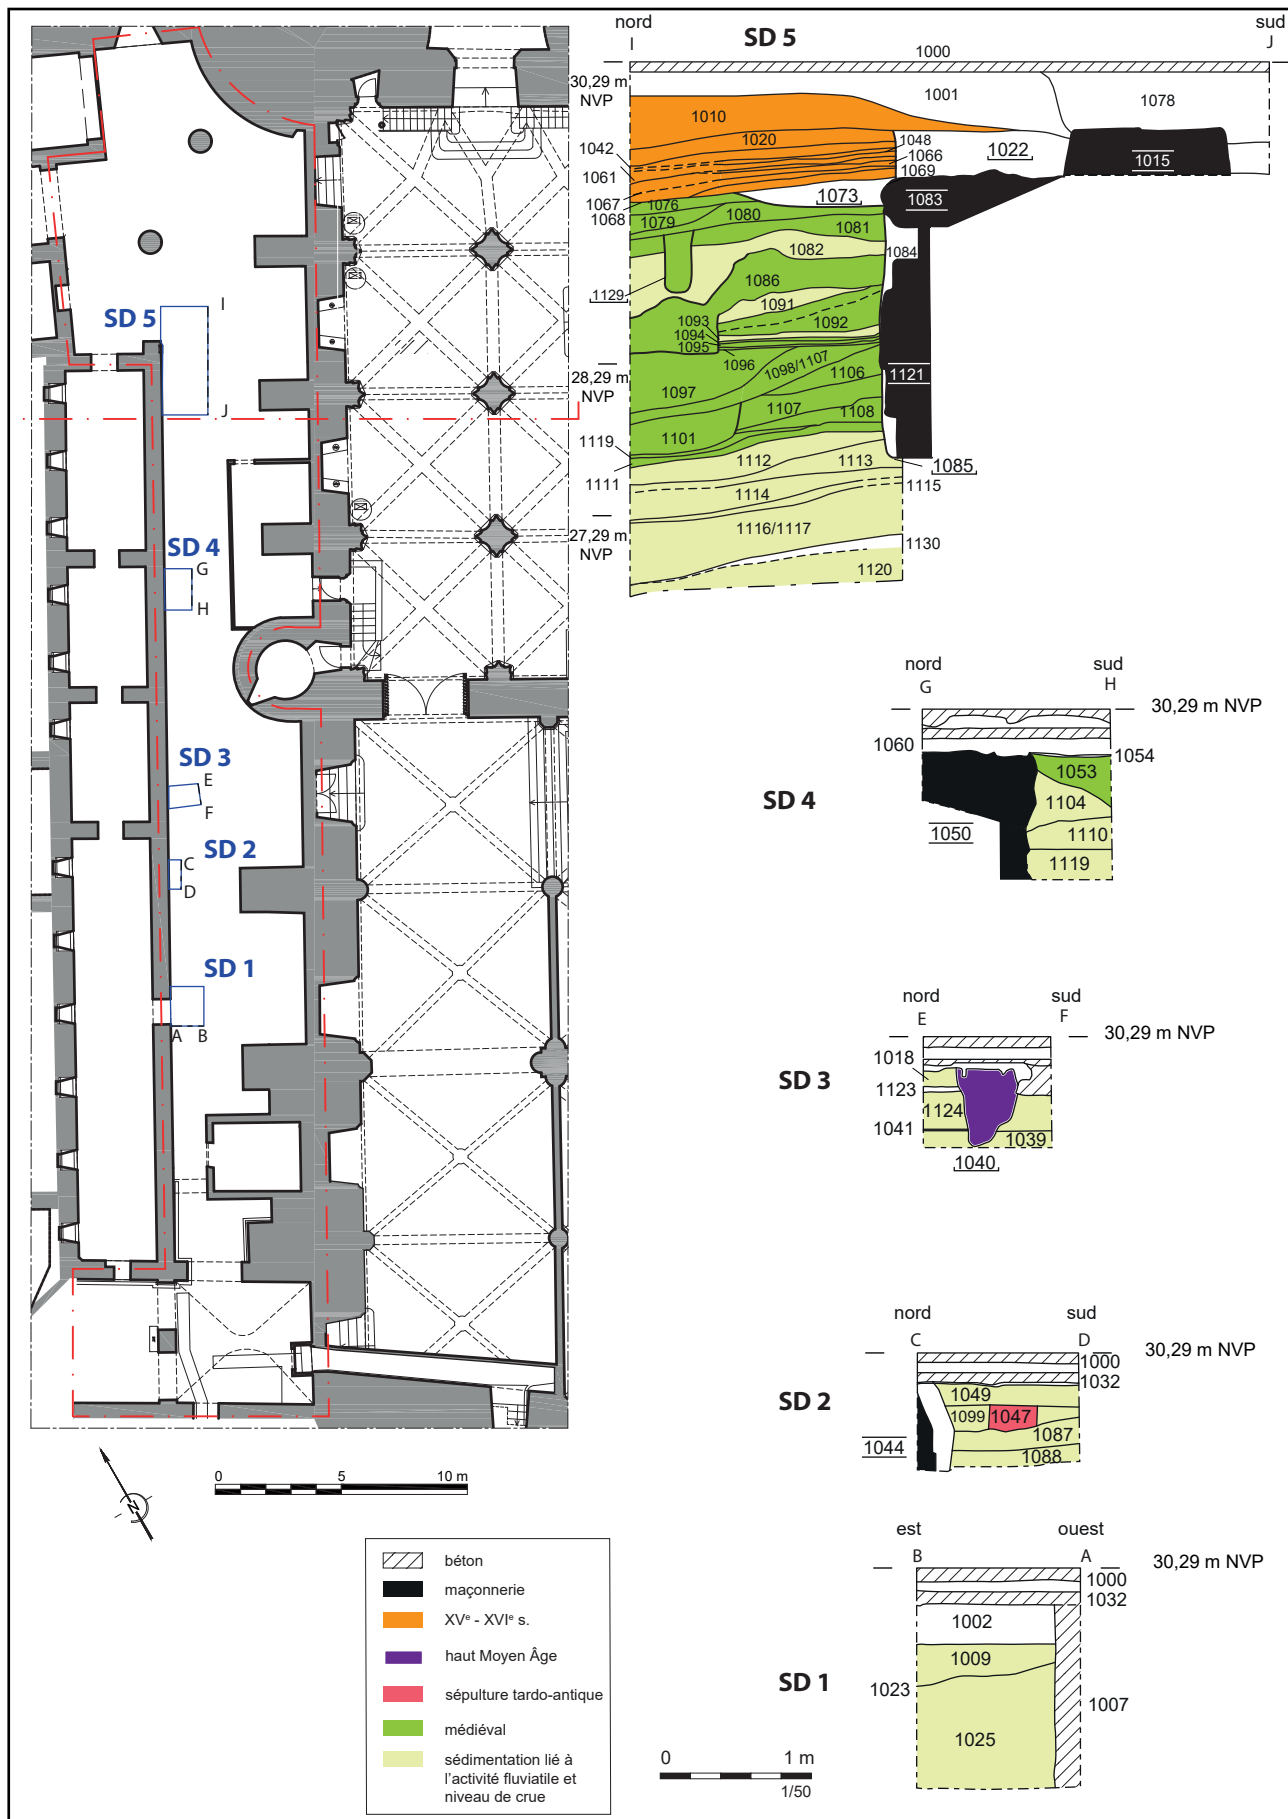 SD 5
I
J
SD 4
G
H
SD 3
E
F
SD 2
C
D
SD 1
A B
N
0 5 10 m
béton
maçonnerie
XVᵉ - XVIᵉ s.
haut Moyen Âge
sépulture tardo-antique
médiéval
sédimentation lié à
l'activité fluviatile et
niveau de crue
nord
I
SD 5
sud
J
1000
30,29 m
NVP
1001
1078
1010
1020
1048
1022
1042
1066
1015
1061
1069
1067
1076
1073
1083
1068
1079
1080
1081
1082
1084
1086
1129
1091
1093
1092
1094
1095
1096
1098/1107
28,29 m
NVP
1121
1097
1106
1107
1108
1119
1101
1112
1113
1085
1111
1114
1115
1116/1117
27,29 m
NVP
1130
1120
nord
G
sud
H
30,29 m NVP
1060
1054
1053
SD 4
1104
1050
1110
1119
nord
E
sud
F
30,29 m NVP
1018
SD 3
1123
1124
1041
1039
1040
nord
C
sud
D
30,29 m NVP
1000
1032
SD 2
1049
1099
1047
1087
1044
1088
est
B
ouest
A
30,29 m NVP
1000
1032
1002
1009
SD 1
1023
1007
1025
0 1 m
1/50